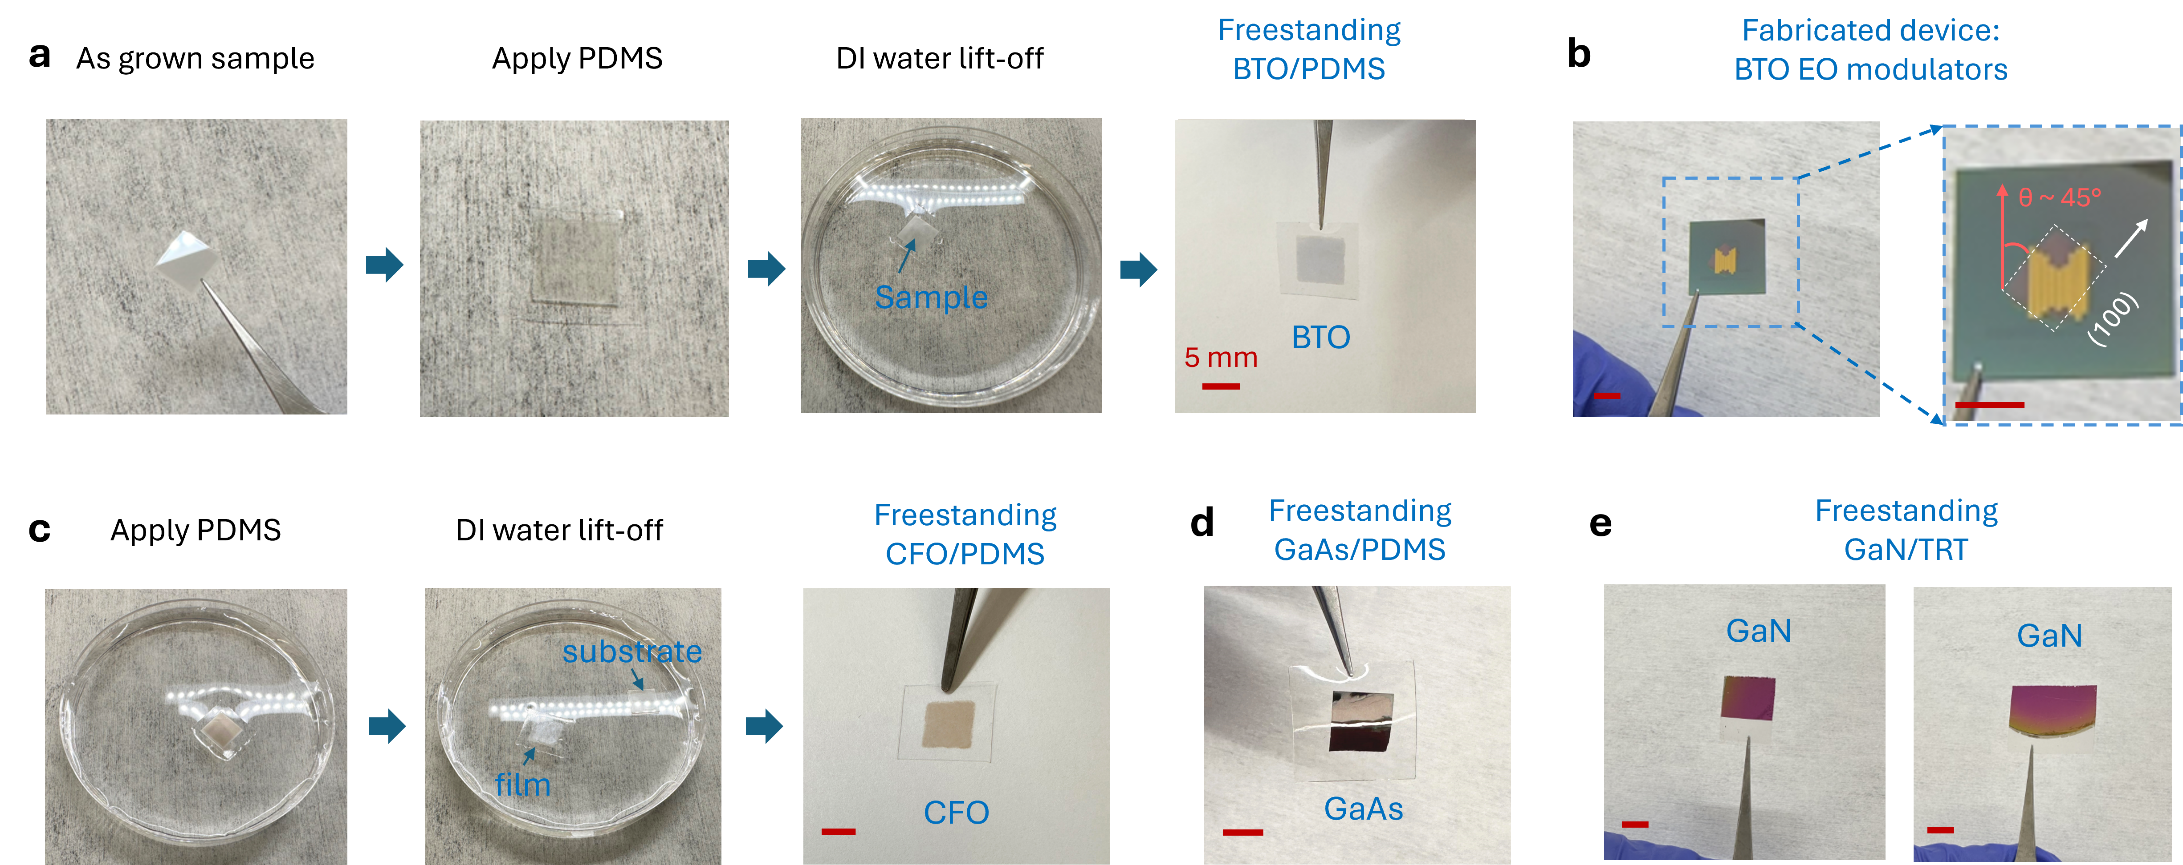 a
As grown sample
Apply PDMS
DI water lift-off
Freestanding
BTO/PDMS
Sample
BTO
5 mm
b
Fabricated device:
BTO EO modulators
θ ~ 45°
(100)
c
Apply PDMS
DI water lift-off
substrate
film
Freestanding
CFO/PDMS
CFO
d
Freestanding
GaAs/PDMS
GaAs
e
Freestanding
GaN/TRT
GaN
GaN